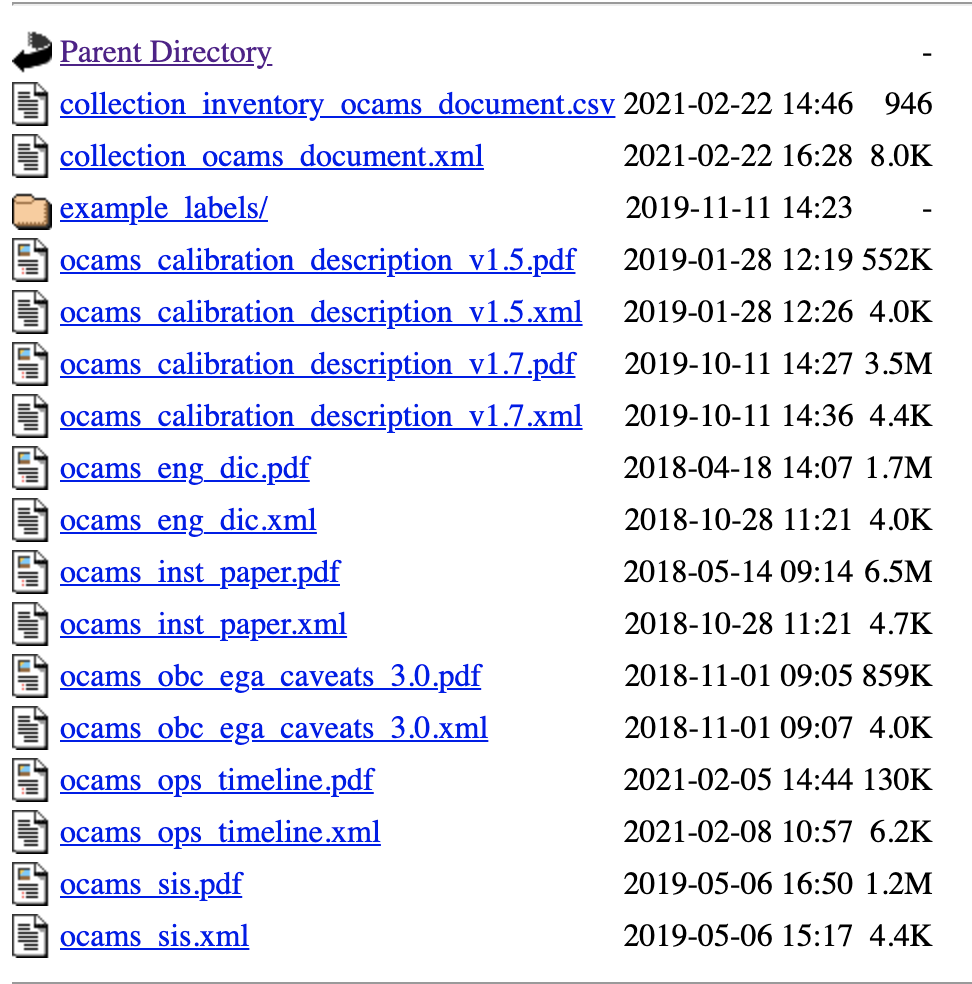 Parent Directory -
collection_inventory_ocams_document.csv 2021-02-22 14:46 946
collection_ocams_document.xml 2021-02-22 16:28 8.0K
example_labels/ 2019-11-11 14:23 -
ocams_calibration_description_v1.5.pdf 2019-01-28 12:19 552K
ocams_calibration_description_v1.5.xml 2019-01-28 12:26 4.0K
ocams_calibration_description_v1.7.pdf 2019-10-11 14:27 3.5M
ocams_calibration_description_v1.7.xml 2019-10-11 14:36 4.4K
ocams_eng_dic.pdf 2018-04-18 14:07 1.7M
ocams_eng_dic.xml 2018-10-28 11:21 4.0K
ocams_inst_paper.pdf 2018-05-14 09:14 6.5M
ocams_inst_paper.xml 2018-10-28 11:21 4.7K
ocams_obc_ega_caveats_3.0.pdf 2018-11-01 09:05 859K
ocams_obc_ega_caveats_3.0.xml 2018-11-01 09:07 4.0K
ocams_ops_timeline.pdf 2021-02-05 14:44 130K
ocams_ops_timeline.xml 2021-02-08 10:57 6.2K
ocams_sis.pdf 2019-05-06 16:50 1.2M
ocams_sis.xml 2019-05-06 15:17 4.4K